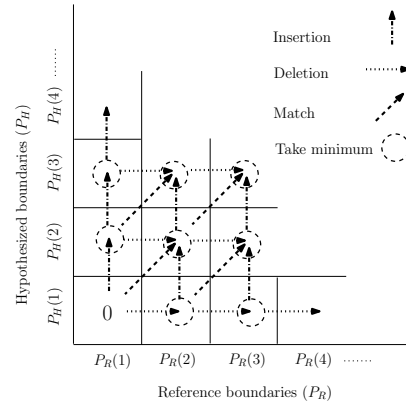 Insertion
Deletion
Match
Take minimum
Hypothesized boundaries (P_H)
P_H(1) P_H(2) P_H(3) P_H(4) ......
0
P_R(1) P_R(2) P_R(3) P_R(4) ......
Reference boundaries (P_R)